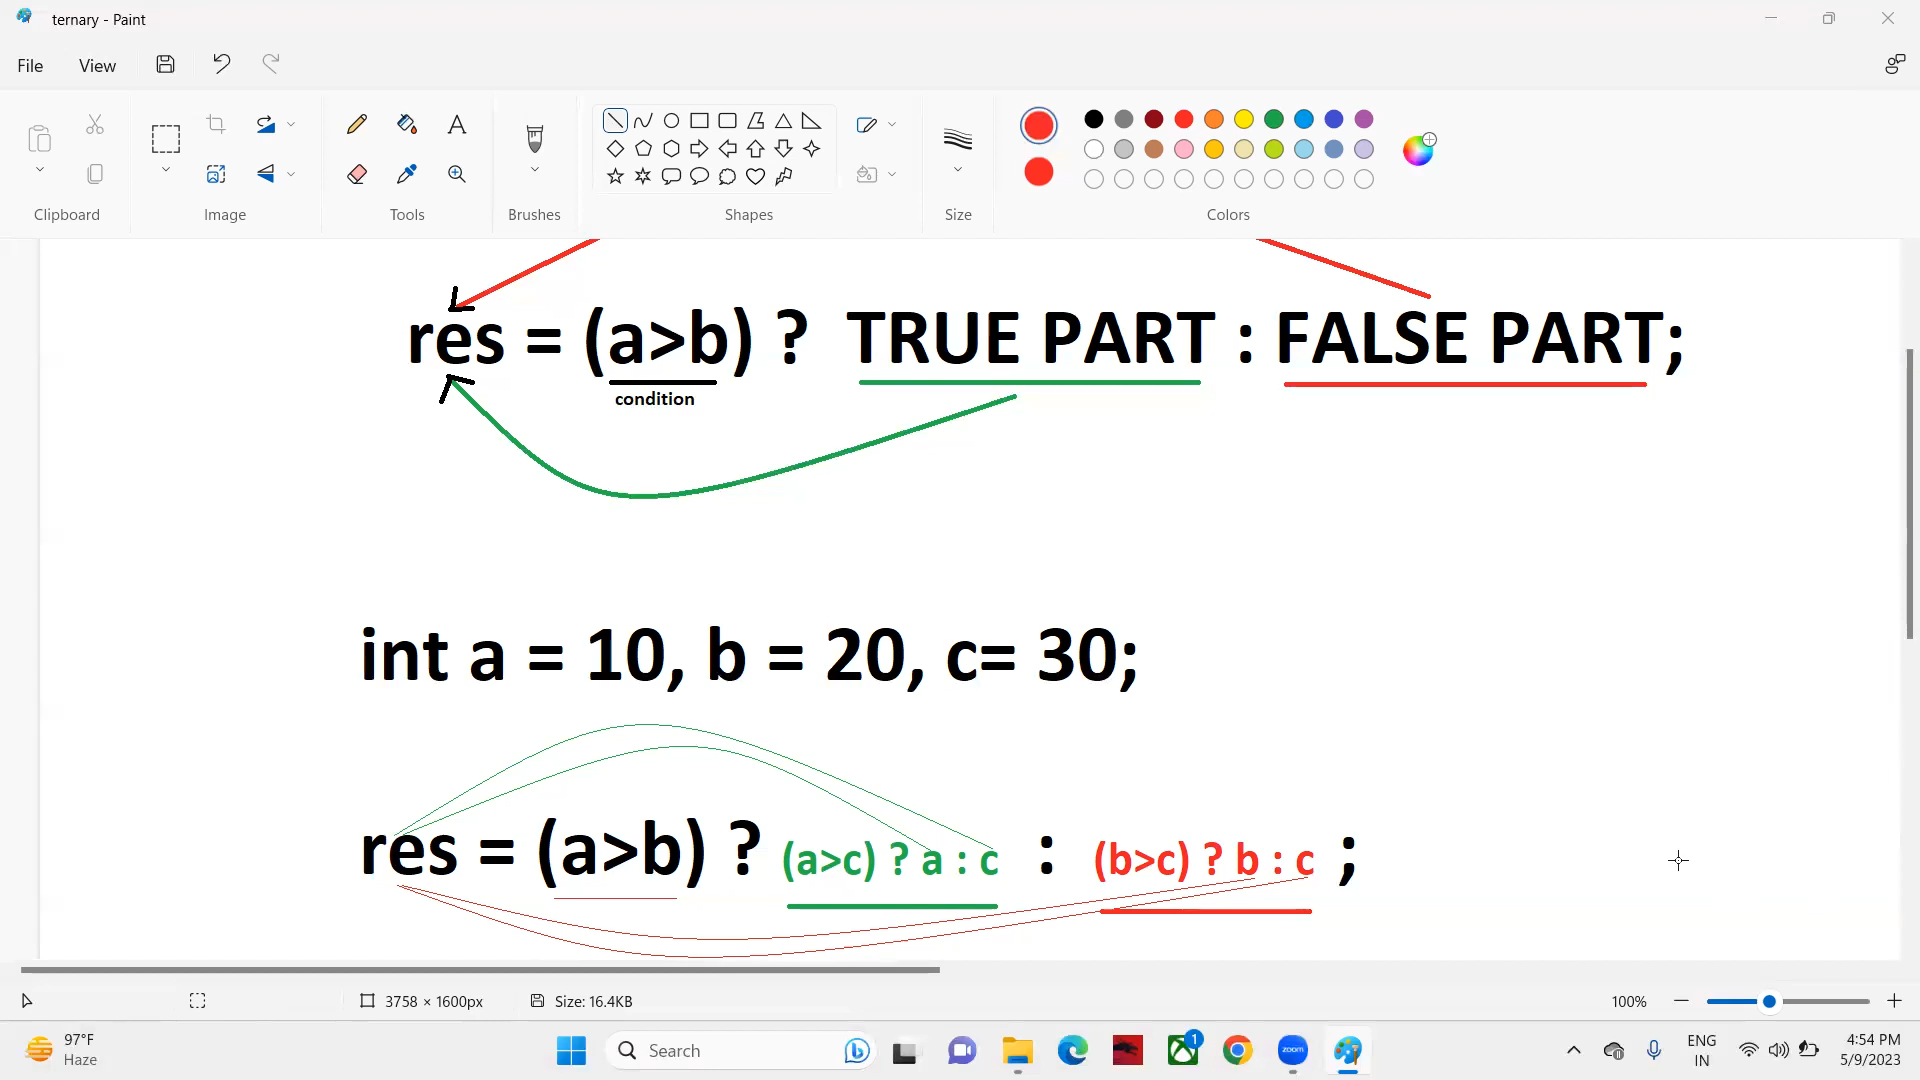 ternary - Paint
File View
Clipboard Image Tools Brushes Shapes Size Colors
res = (a>b) ? TRUE PART : FALSE PART;
condition
int a = 10, b = 20, c= 30;
res = (a>b) ? (a>c) ? a : c : (b>c) ? b : c ;
3758 × 1600px Size: 16.4KB 100%
97°F
Haze
Search
zoom
1
ENG
IN
4:54 PM
5/9/2023